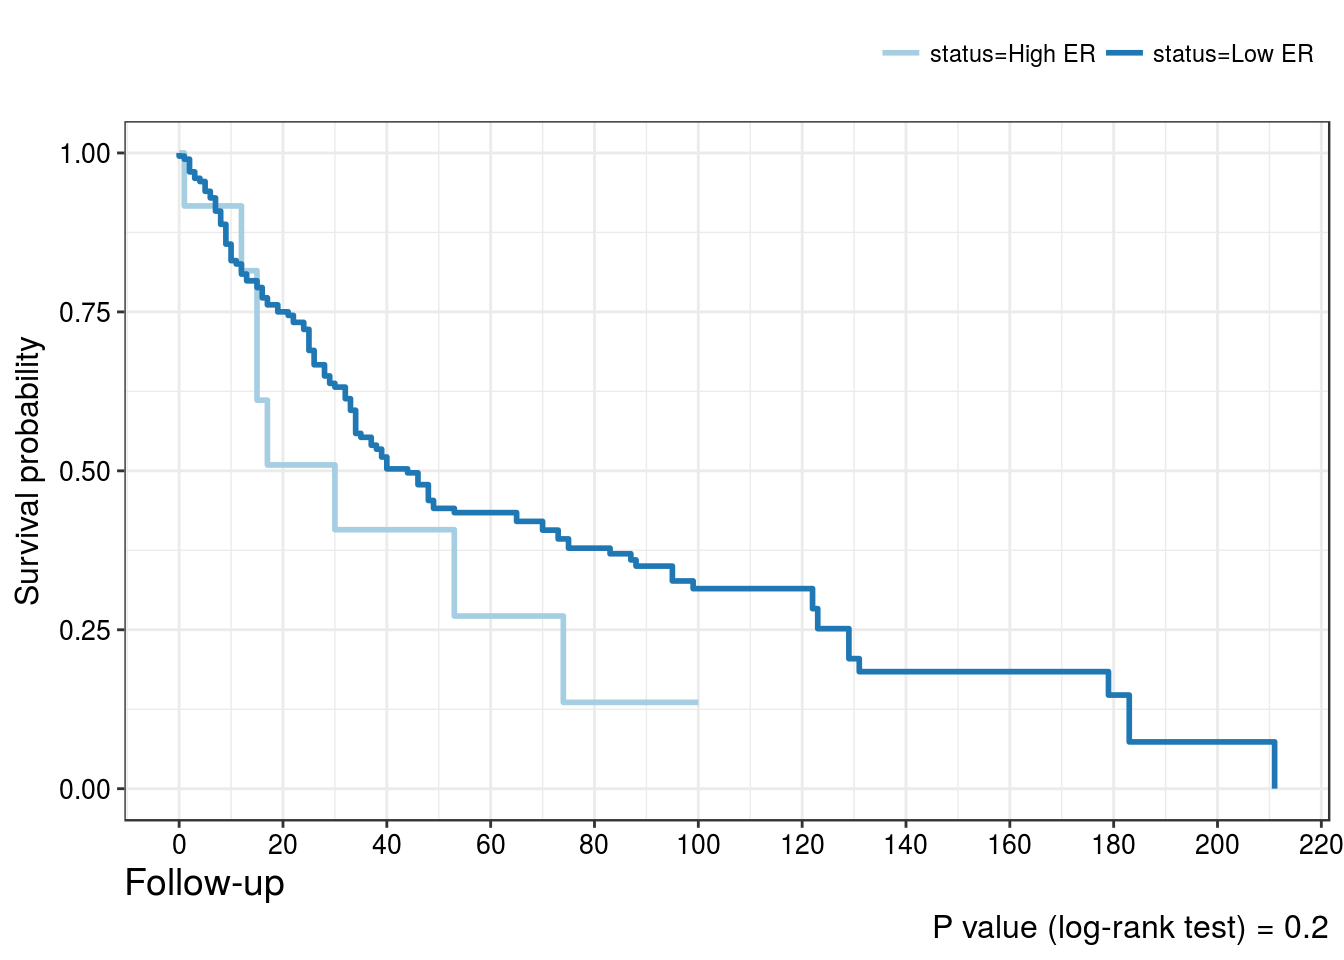 status=High ER status=Low ER
Survival probability
1.00
0.75
0.50
0.25
0.00
0 20 40 60 80 100 120 140 160 180 200 220
Follow-up
P value (log-rank test) = 0.2